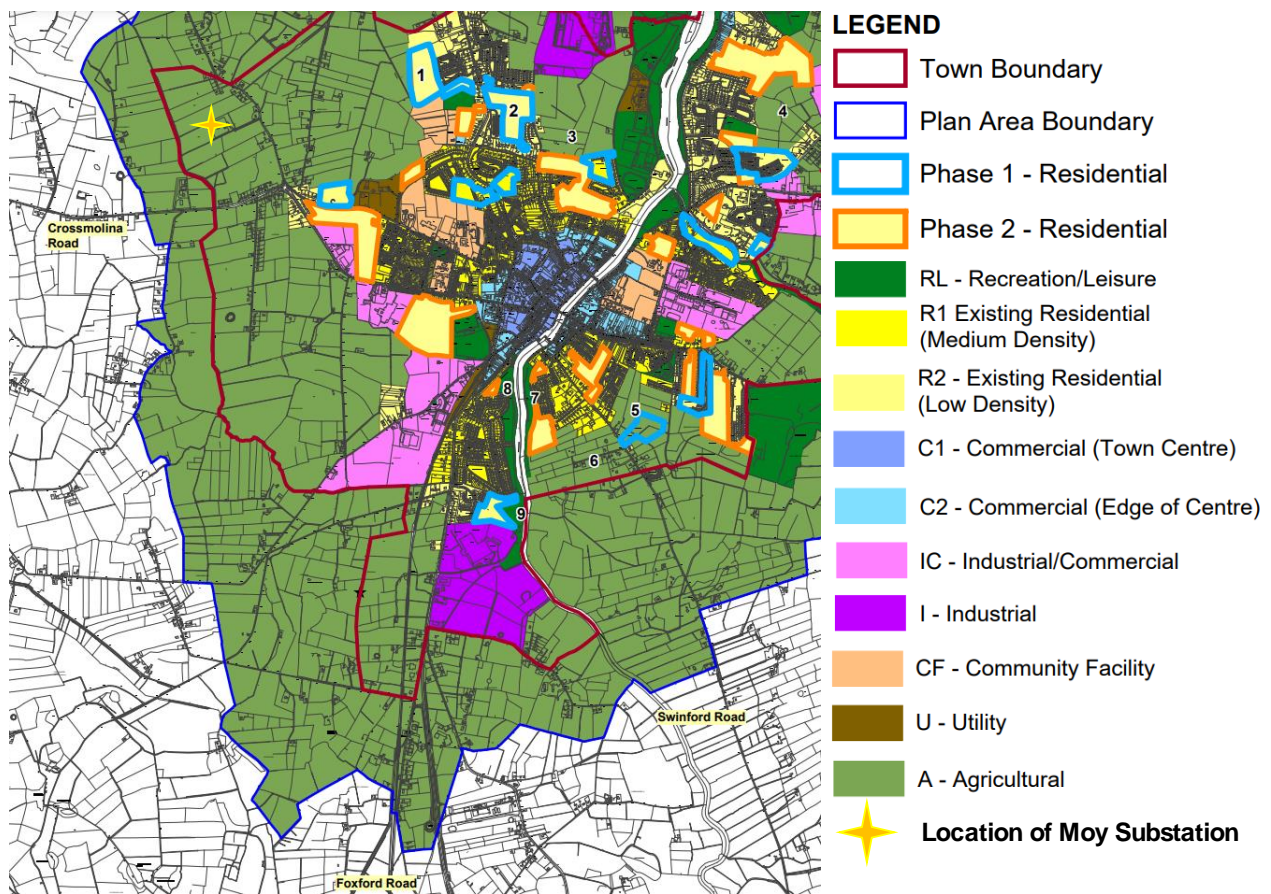 1
2
3
4
Crossmolina
Road
8
7
5
6
9
Swinford Road
Foxford Road
LEGEND
Town Boundary
Plan Area Boundary
Phase 1 - Residential
Phase 2 - Residential
RL - Recreation/Leisure
R1 Existing Residential
(Medium Density)
R2 - Existing Residential
(Low Density)
C1 - Commercial (Town Centre)
C2 - Commercial (Edge of Centre)
IC - Industrial/Commercial
I - Industrial
CF - Community Facility
U - Utility
A - Agricultural
Location of Moy Substation